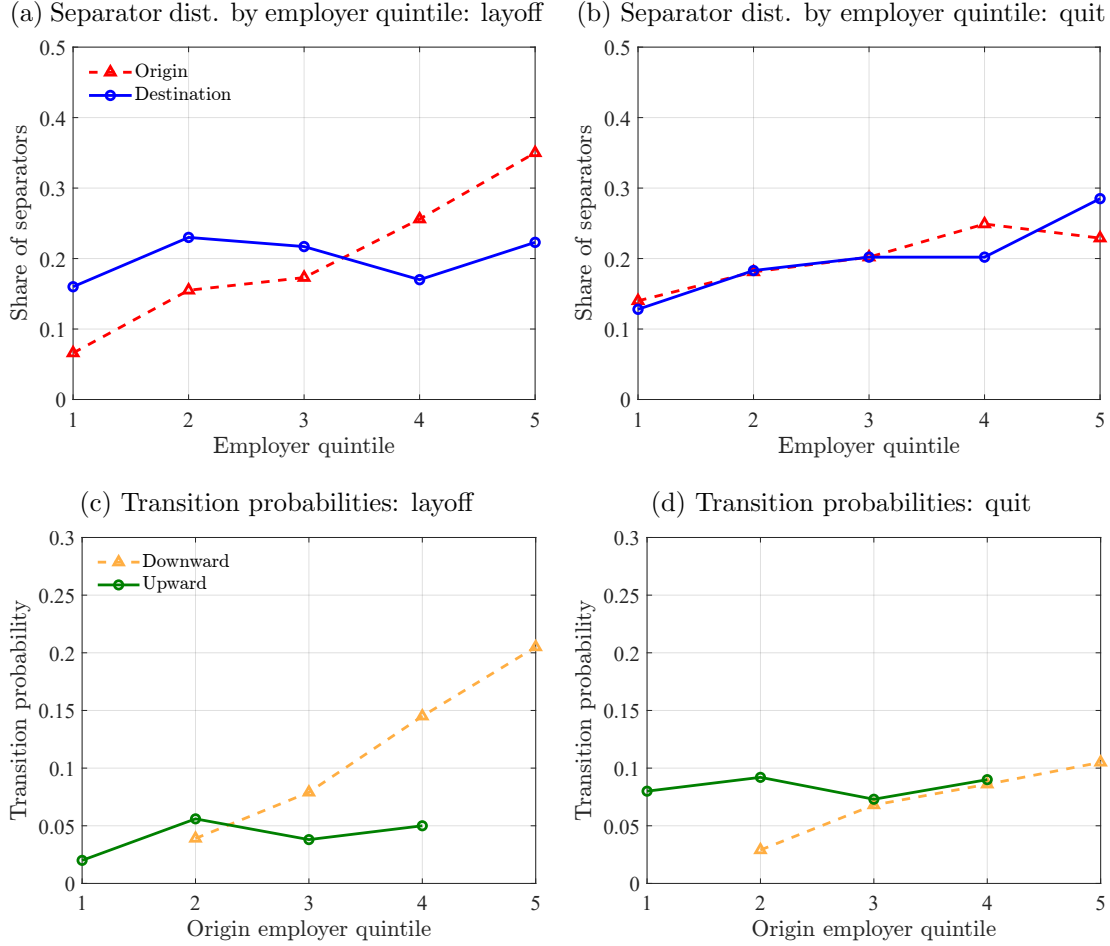 (a) Separator dist. by employer quintile: layoff
0.5
0.4
0.3
0.2
0.1
0
Share of separators
Origin
Destination
1 2 3 4 5
Employer quintile
(b) Separator dist. by employer quintile: quit
0.5
0.4
0.3
0.2
0.1
0
Share of separators
1 2 3 4 5
Employer quintile
(c) Transition probabilities: layoff
0.3
0.25
0.2
0.15
0.1
0.05
0
Transition probability
Downward
Upward
1 2 3 4 5
Origin employer quintile
(d) Transition probabilities: quit
0.3
0.25
0.2
0.15
0.1
0.05
0
Transition probability
1 2 3 4 5
Origin employer quintile